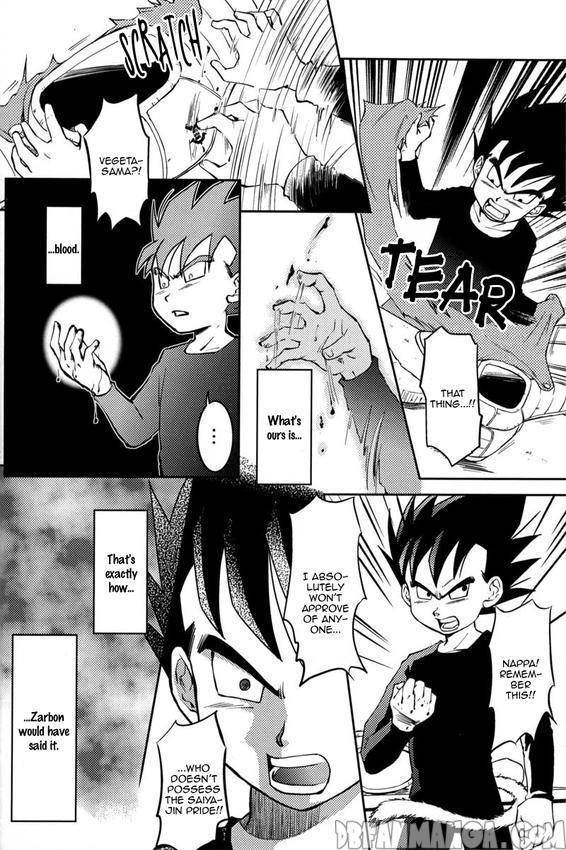 TEAR
THAT
THING...!!
SCRATCH
VEGETA-
SAMA?!
What's
ours is...
...blood.
...
NAPPA!
REMEM-
BER
THIS!!
I ABSO-
LUTELY
WON'T
APPROVE
OF ANY-
ONE...
...WHO
DOESN'T
POSSESS
THE SAIYA-
JIN PRIDE!!
That's
exactly
how...
...Zarbon
would have
said it.
DBFANMANGA.COM